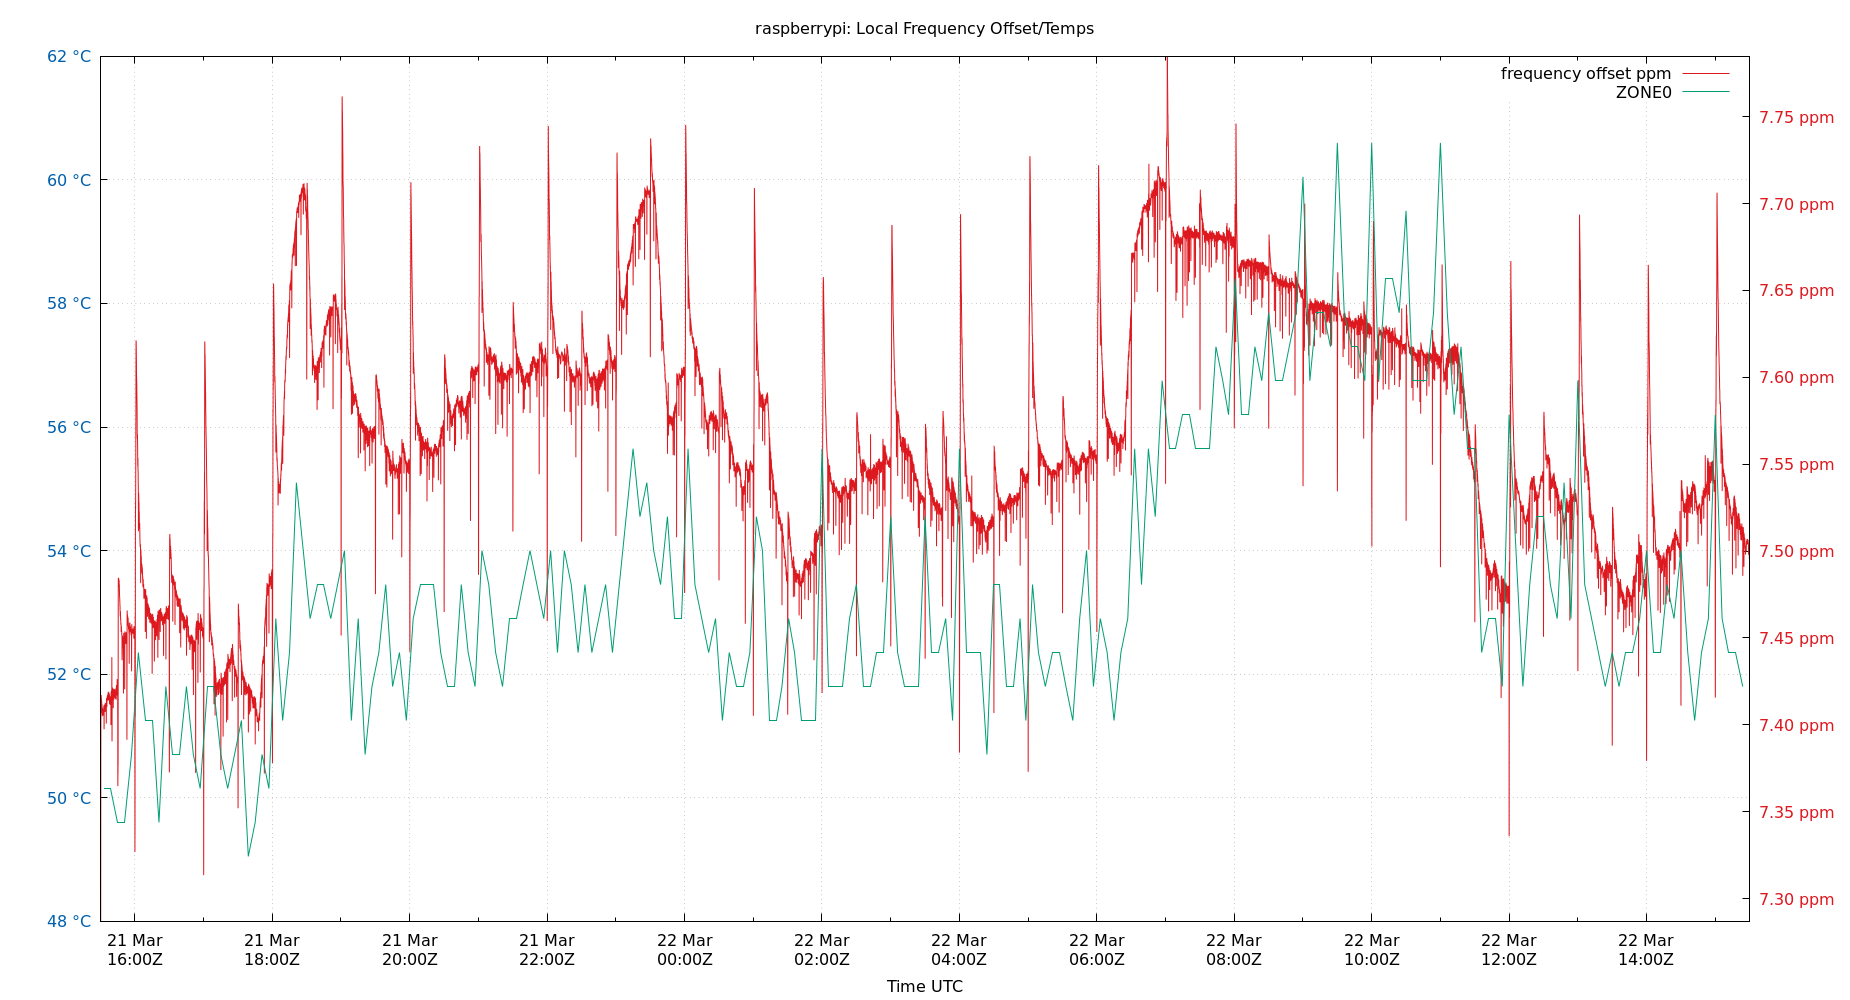 raspberrypi: Local Frequency Offset/Temps
62 °C
60 °C
58 °C
56 °C
54 °C
52 °C
50 °C
48 °C
frequency offset ppm
ZONE0
7.75 ppm
7.70 ppm
7.65 ppm
7.60 ppm
7.55 ppm
7.50 ppm
7.45 ppm
7.40 ppm
7.35 ppm
7.30 ppm
21 Mar
16:00Z
21 Mar
18:00Z
21 Mar
20:00Z
21 Mar
22:00Z
22 Mar
00:00Z
22 Mar
02:00Z
22 Mar
04:00Z
22 Mar
06:00Z
22 Mar
08:00Z
22 Mar
10:00Z
22 Mar
12:00Z
22 Mar
14:00Z
Time UTC